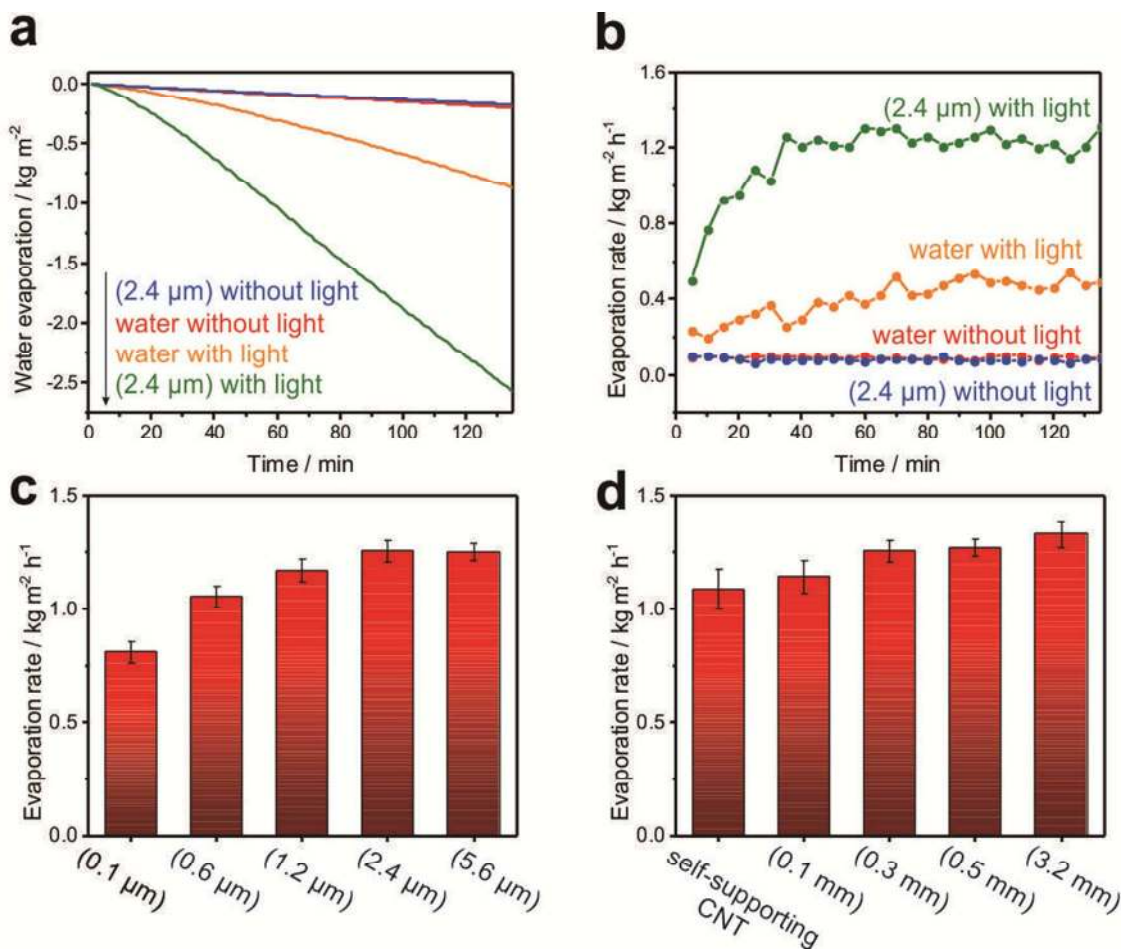 a
0.0
-0.5
-1.0
-1.5
-2.0
-2.5
Water evaporation / kg m⁻²
(2.4 μm) without light
water without light
water with light
(2.4 μm) with light
0 20 40 60 80 100 120
Time / min
b
1.6
1.2
0.8
0.4
0.0
Evaporation rate / kg m⁻² h⁻¹
(2.4 μm) with light
water with light
water without light
(2.4 μm) without light
0 20 40 60 80 100 120
Time / min
c
1.5
1.0
0.5
0.0
Evaporation rate / kg m⁻² h⁻¹
(0.1 μm)
(0.6 μm)
(1.2 μm)
(2.4 μm)
(5.6 μm)
d
1.5
1.0
0.5
0.0
Evaporation rate / kg m⁻² h⁻¹
self-supporting
CNT
(0.1 mm)
(0.3 mm)
(0.5 mm)
(3.2 mm)